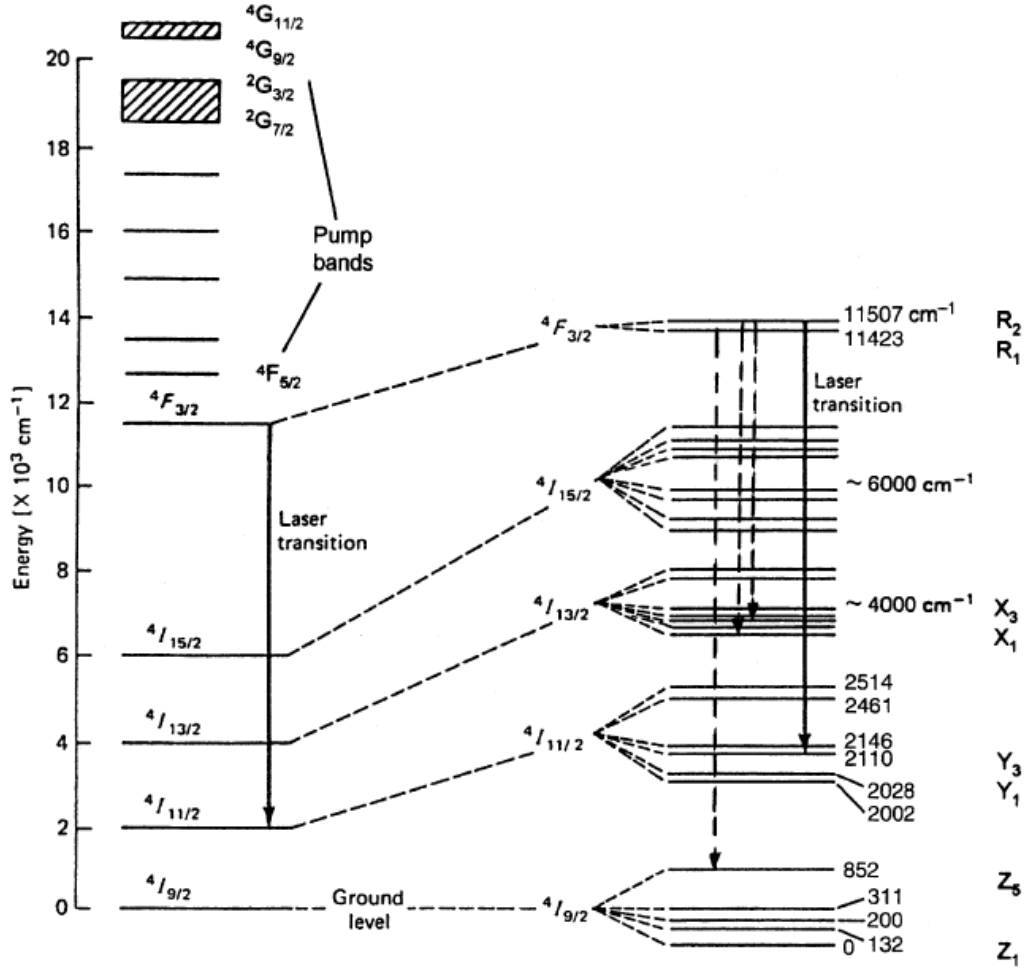 ⁴G₁₁/₂
⁴G₉/₂
²G₃/₂
²G₇/₂
Pump
bands
⁴F₅/₂
20
18
16
14
12
10
8
6
4
2
0
Energy [X 10³ cm⁻¹]
⁴F₃/₂
Laser
transition
⁴I₁₅/₂
⁴I₁₃/₂
⁴I₁₁/₂
⁴I₉/₂
Ground
level
⁴F₃/₂
11507 cm⁻¹ R₂
11423 R₁
Laser
transition
⁴I₁₅/₂
~ 6000 cm⁻¹
⁴I₁₃/₂
~ 4000 cm⁻¹ X₃
X₁
⁴I₁₁/₂
2514
2461
2146
2110 Y₃
2028 Y₁
2002
⁴I₉/₂
852 Z₅
311
200
132
0 Z₁